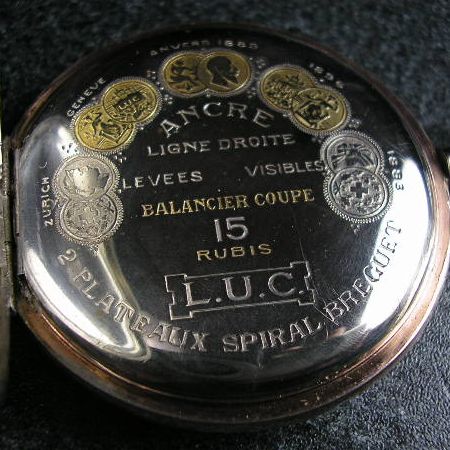 ZURICH
GENEVE
ANVERS 1885
1896
1883
LUC
ANCRE
LIGNE DROITE
LEVEES VISIBLES
BALANCIER COUPE
15
RUBIS
L.U.C.
2 PLATEAUX SPIRAL BREGUET